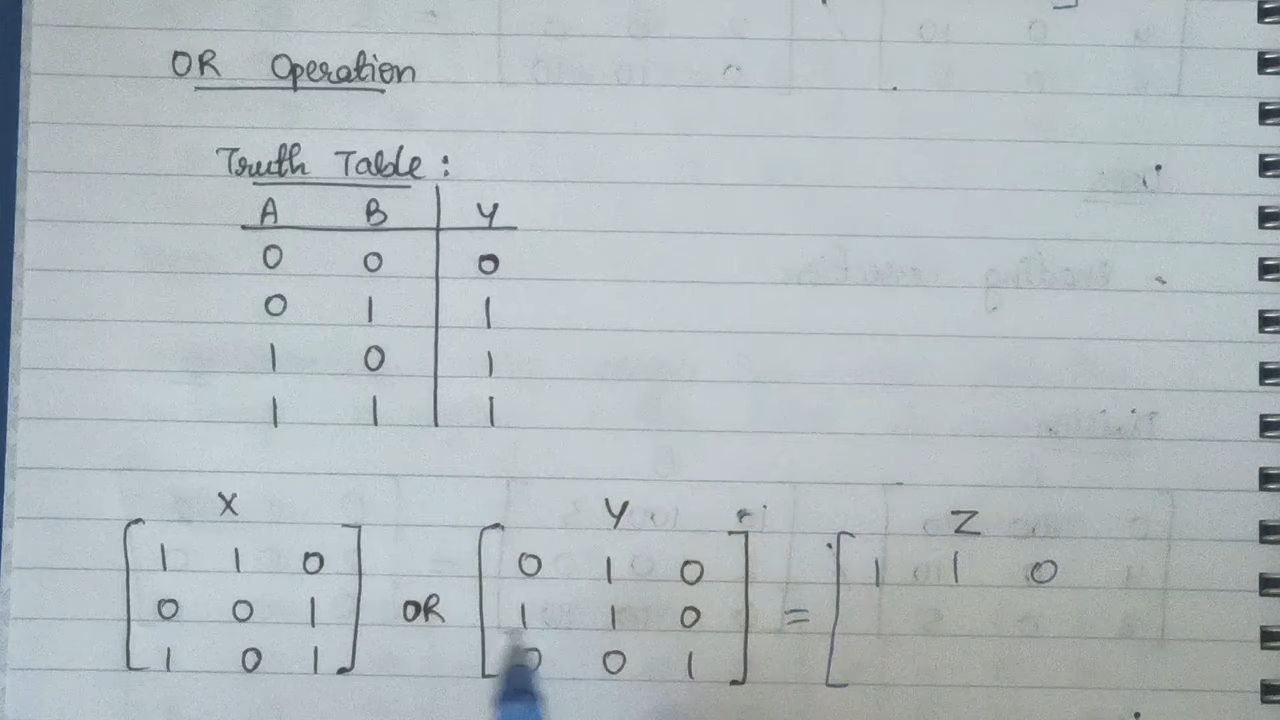 OR Operation
Truth Table :
A B Y
0 0 0
0 1 1
1 0 1
1 1 1
X Y Z
1 1 0 0 1 0 1 1 0
0 0 1 OR 1 1 0 =
1 0 1 0 0 1